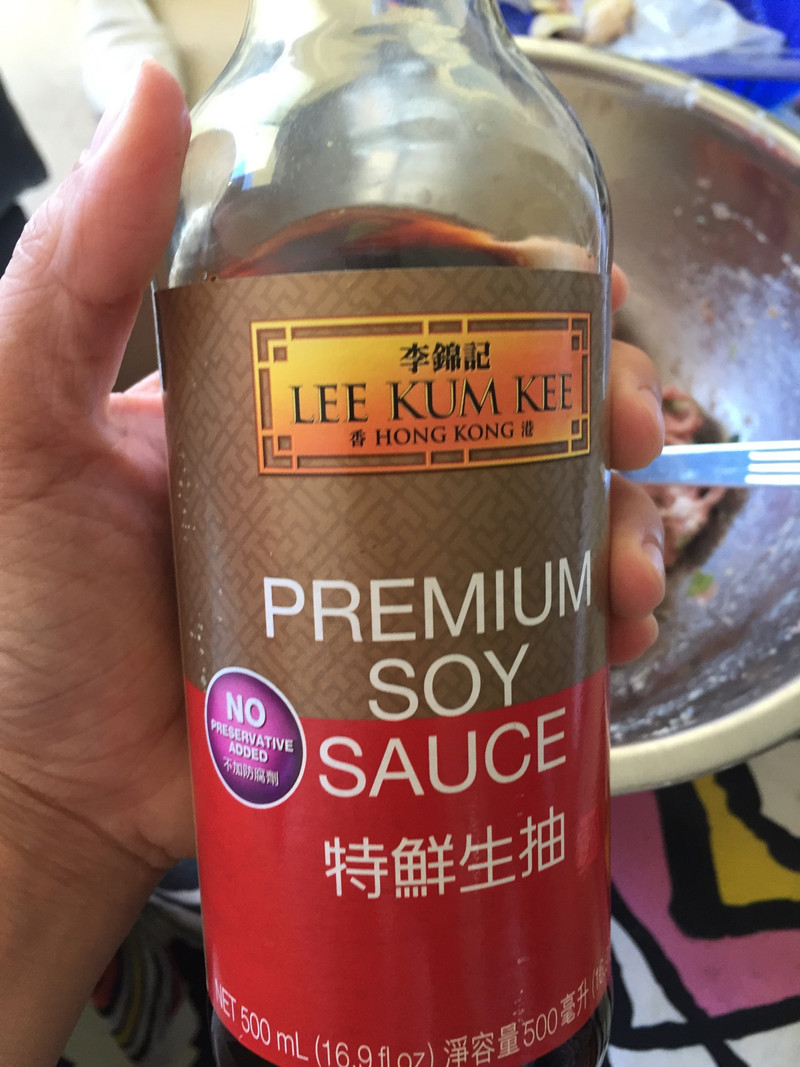 李錦記
LEE KUM KEE
香 HONG KONG 港
PREMIUM
SOY
SAUCE
NO
PRESERVATIVE
ADDED
不加防腐劑
特鮮生抽
NET 500 mL (16.9 fl oz) 淨容量500毫升